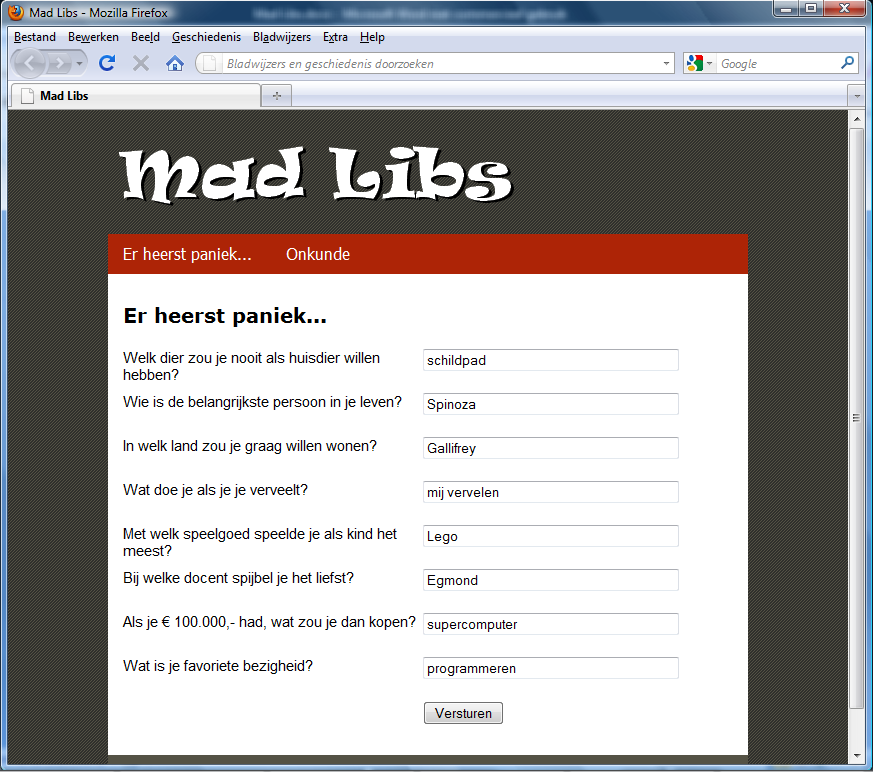 Mad Libs - Mozilla Firefox
Bestand Bewerken Beeld Geschiedenis Bladwijzers Extra Help
Bladwijzers en geschiedenis doorzoeken Google
Mad Libs
Mad Libs
Er heerst paniek... Onkunde
Er heerst paniek...
Welk dier zou je nooit als huisdier willen schildpad
hebben?
Wie is de belangrijkste persoon in je leven? Spinoza
In welk land zou je graag willen wonen? Gallifrey
Wat doe je als je je verveelt? mij vervelen
Met welk speelgoed speelde je als kind het Lego
meest?
Bij welke docent spijbel je het liefst? Egmond
Als je € 100.000,- had, wat zou je dan kopen? supercomputer
Wat is je favoriete bezigheid? programmeren
Versturen